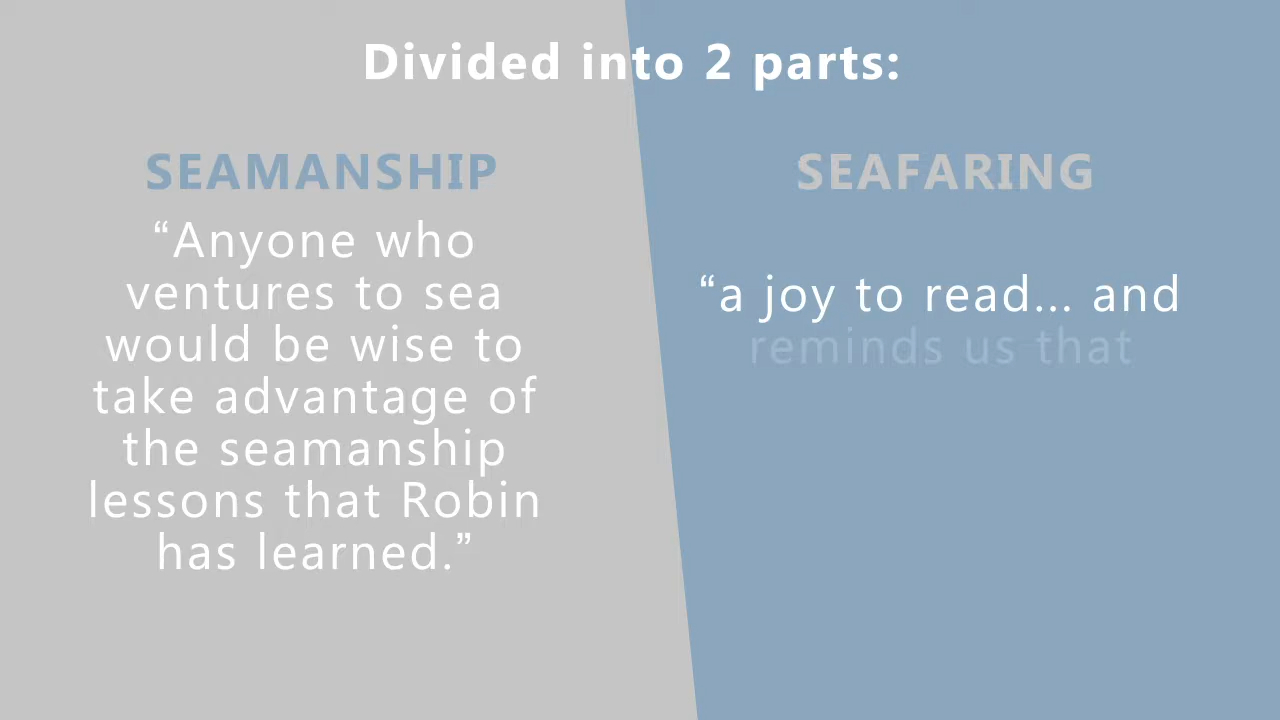 Divided into 2 parts:
SEAMANSHIP
“Anyone who
ventures to sea
would be wise to
take advantage of
the seamanship
lessons that Robin
has learned.”
SEAFARING
“a joy to read... and
reminds us that